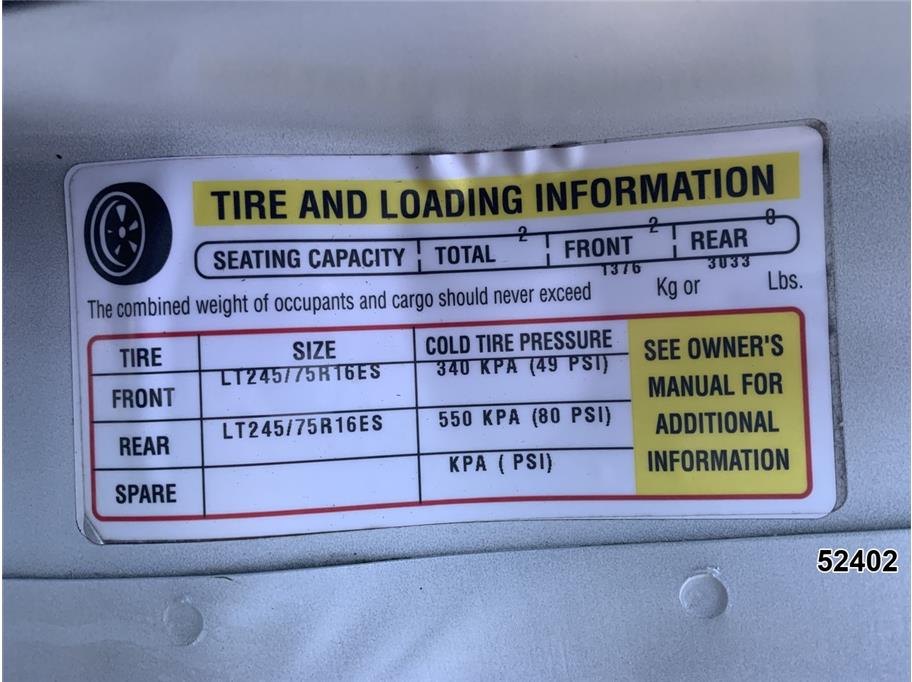 TIRE AND LOADING INFORMATION
SEATING CAPACITY TOTAL 2 FRONT 2 REAR 0
The combined weight of occupants and cargo should never exceed 1376 Kg or 3033 Lbs.
TIRE SIZE COLD TIRE PRESSURE
FRONT LT245/75R16ES 340 KPA (49 PSI)
REAR LT245/75R16ES 550 KPA (80 PSI)
SPARE KPA ( PSI)
SEE OWNER'S
MANUAL FOR
ADDITIONAL
INFORMATION
52402